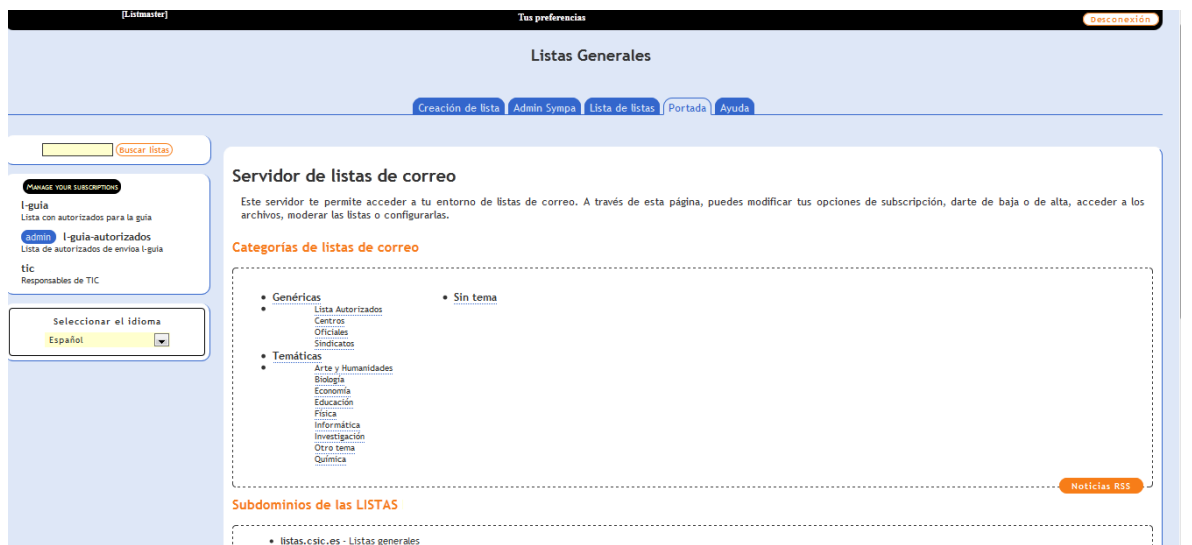 [Listmaster]
Tus preferencias
Desconexión
Listas Generales
Creación de lista
Admin Sympa
Lista de listas
Portada
Ayuda
Buscar listas
MANAGE YOUR SUBSCRIPTIONS
l-guia
Lista con autorizados para la guia
admin l-guia-autorizados
Lista de autorizados de envioa l-guia
tic
Responsables de TIC
Seleccionar el idioma
Español
Servidor de listas de correo
Este servidor te permite acceder a tu entorno de listas de correo. A través de esta página, puedes modificar tus opciones de subscripción, darte de baja o de alta, acceder a los
archivos, moderar las listas o configurarlas.
Categorías de listas de correo
Genéricas
Lista Autorizados
Centros
Oficiales
Sindicatos
Temáticas
Arte y Humanidades
Biología
Economía
Educación
Física
Informática
Investigación
Otro tema
Química
Sin tema
Noticias RSS
Subdominios de las LISTAS
listas.csic.es - Listas generales